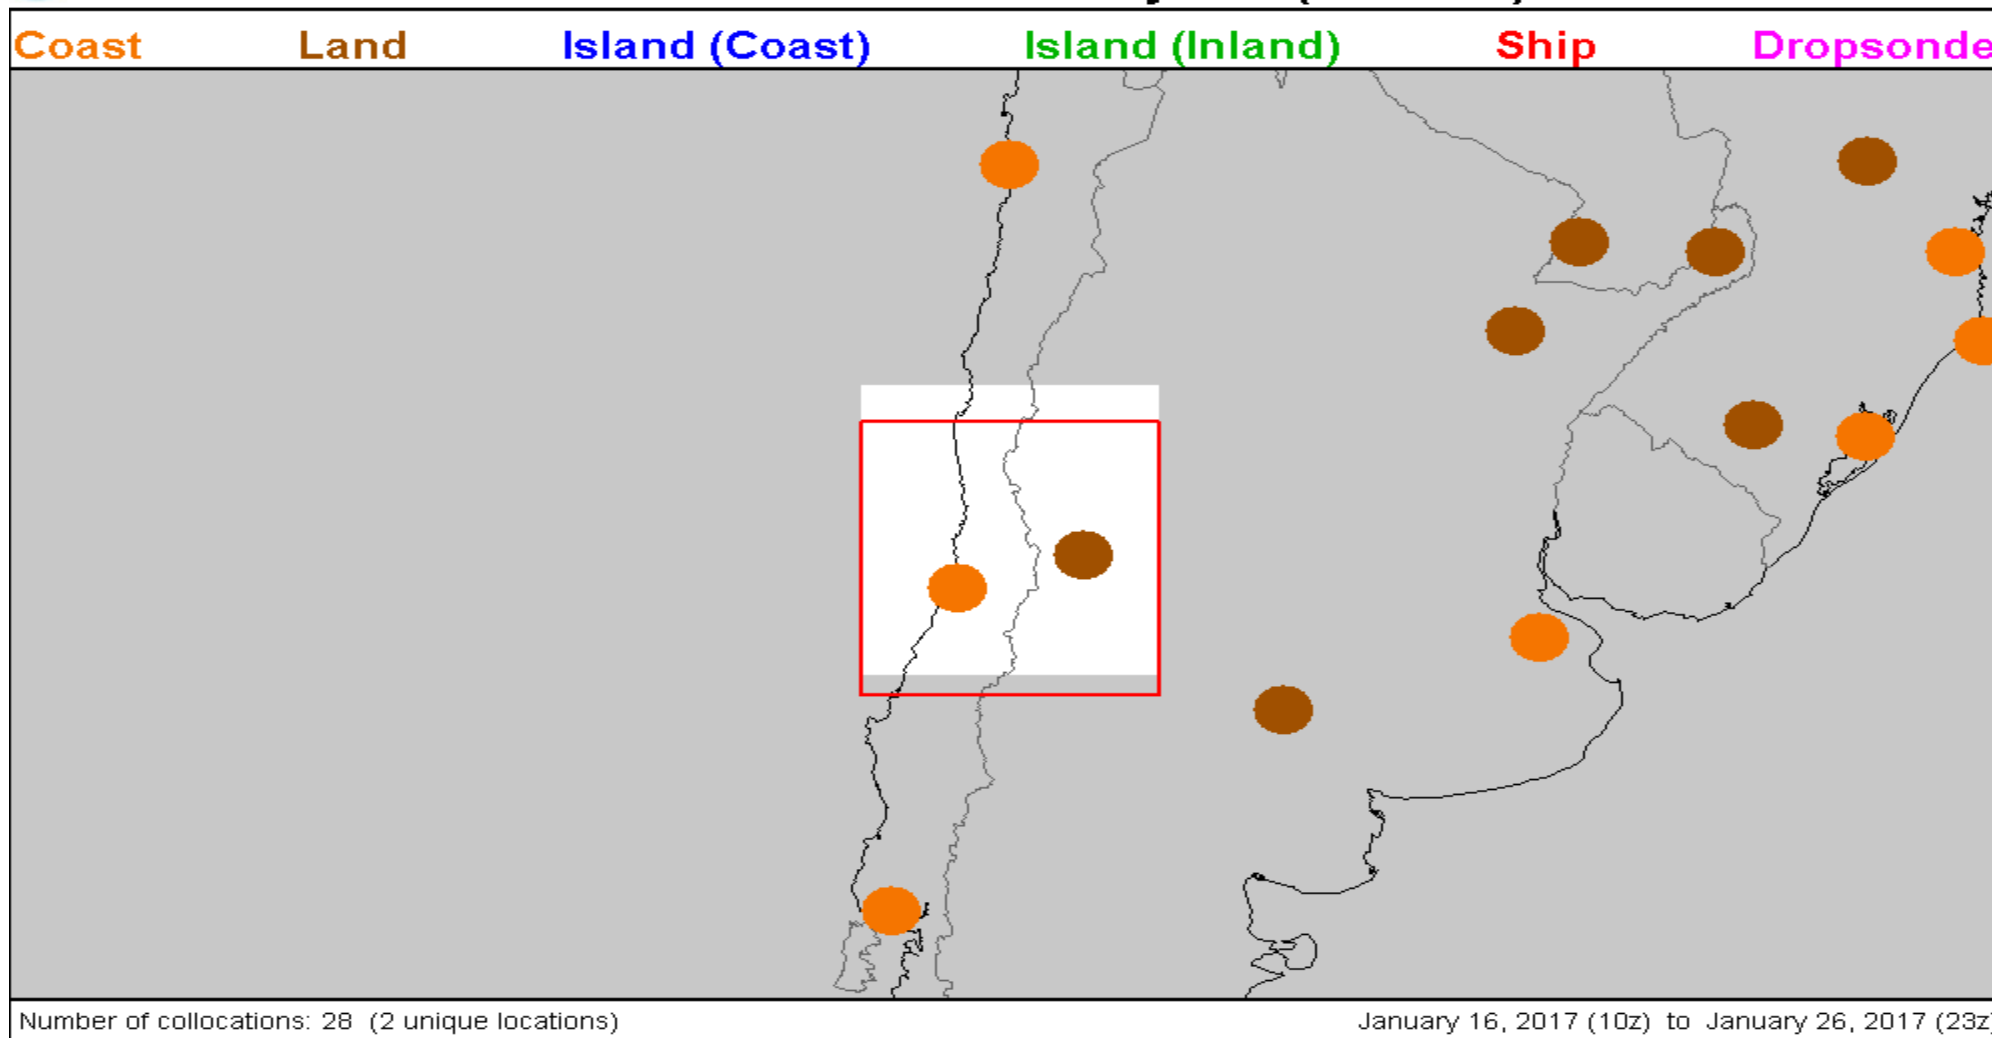 Coast Land Island (Coast) Island (Inland) Ship Dropsonde
Number of collocations: 28 (2 unique locations) January 16, 2017 (10z) to January 26, 2017 (23z)